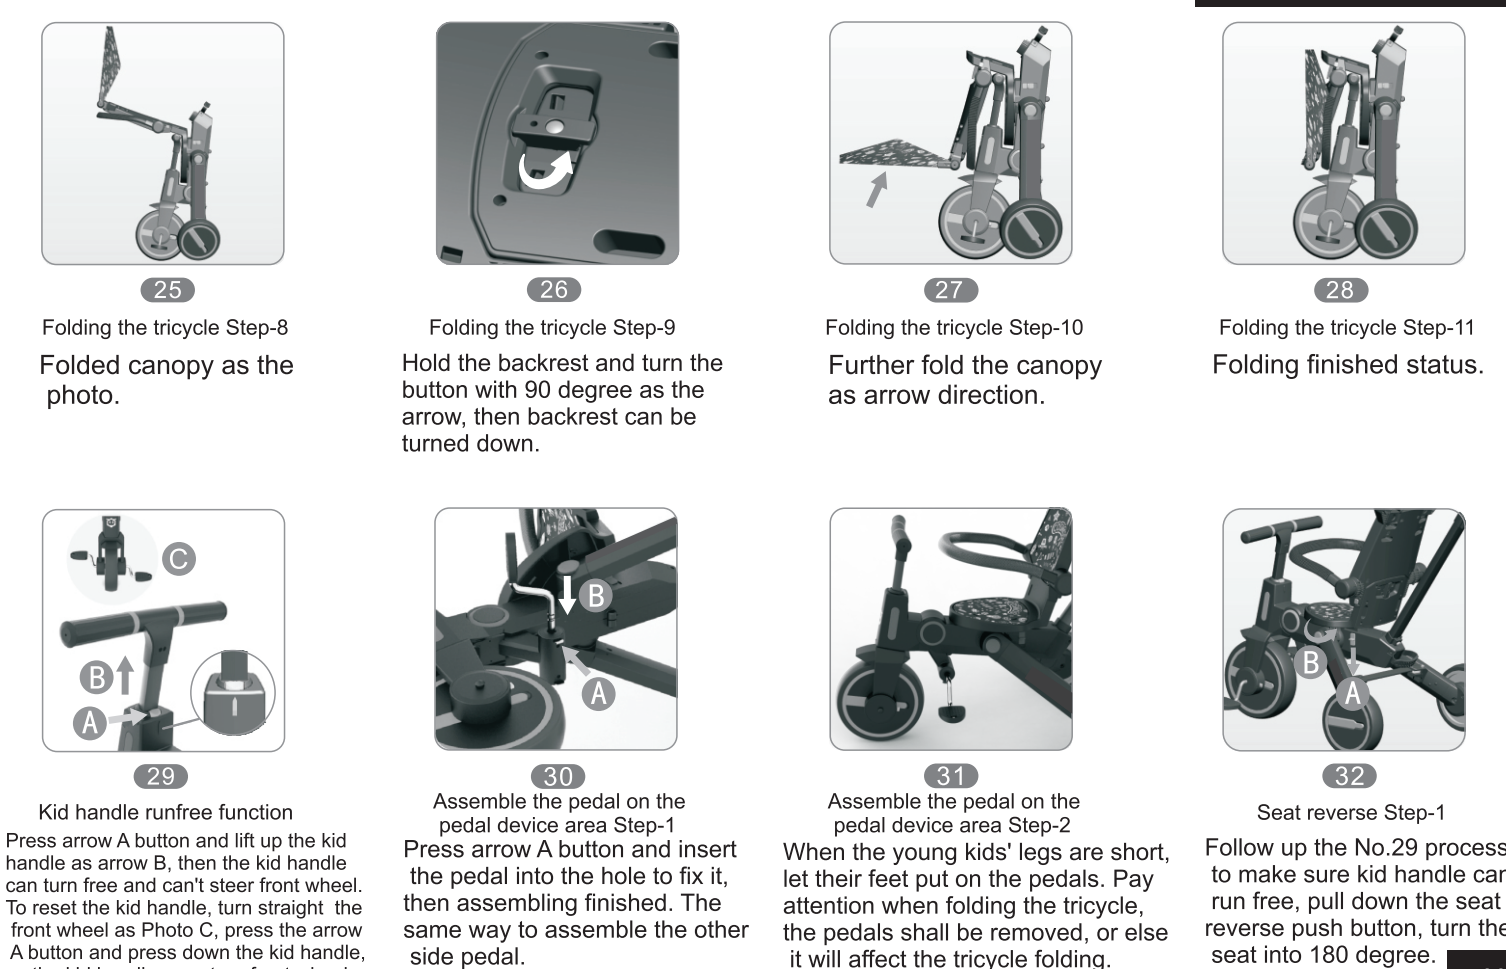 25
Folding the tricycle Step-8
Folded canopy as the
photo.
26
Folding the tricycle Step-9
Hold the backrest and turn the
button with 90 degree as the
arrow, then backrest can be
turned down.
27
Folding the tricycle Step-10
Further fold the canopy
as arrow direction.
28
Folding the tricycle Step-11
Folding finished status.
C
B
A
29
Kid handle runfree function
Press arrow A button and lift up the kid
handle as arrow B, then the kid handle
can turn free and can't steer front wheel.
To reset the kid handle, turn straight the
front wheel as Photo C, press the arrow
A button and press down the kid handle,
B
A
30
Assemble the pedal on the
pedal device area Step-1
Press arrow A button and insert
the pedal into the hole to fix it,
then assembling finished. The
same way to assemble the other
side pedal.
31
Assemble the pedal on the
pedal device area Step-2
When the young kids' legs are short,
let their feet put on the pedals. Pay
attention when folding the tricycle,
the pedals shall be removed, or else
it will affect the tricycle folding.
B
A
32
Seat reverse Step-1
Follow up the No.29 process
to make sure kid handle can
run free, pull down the seat
reverse push button, turn the
seat into 180 degree.